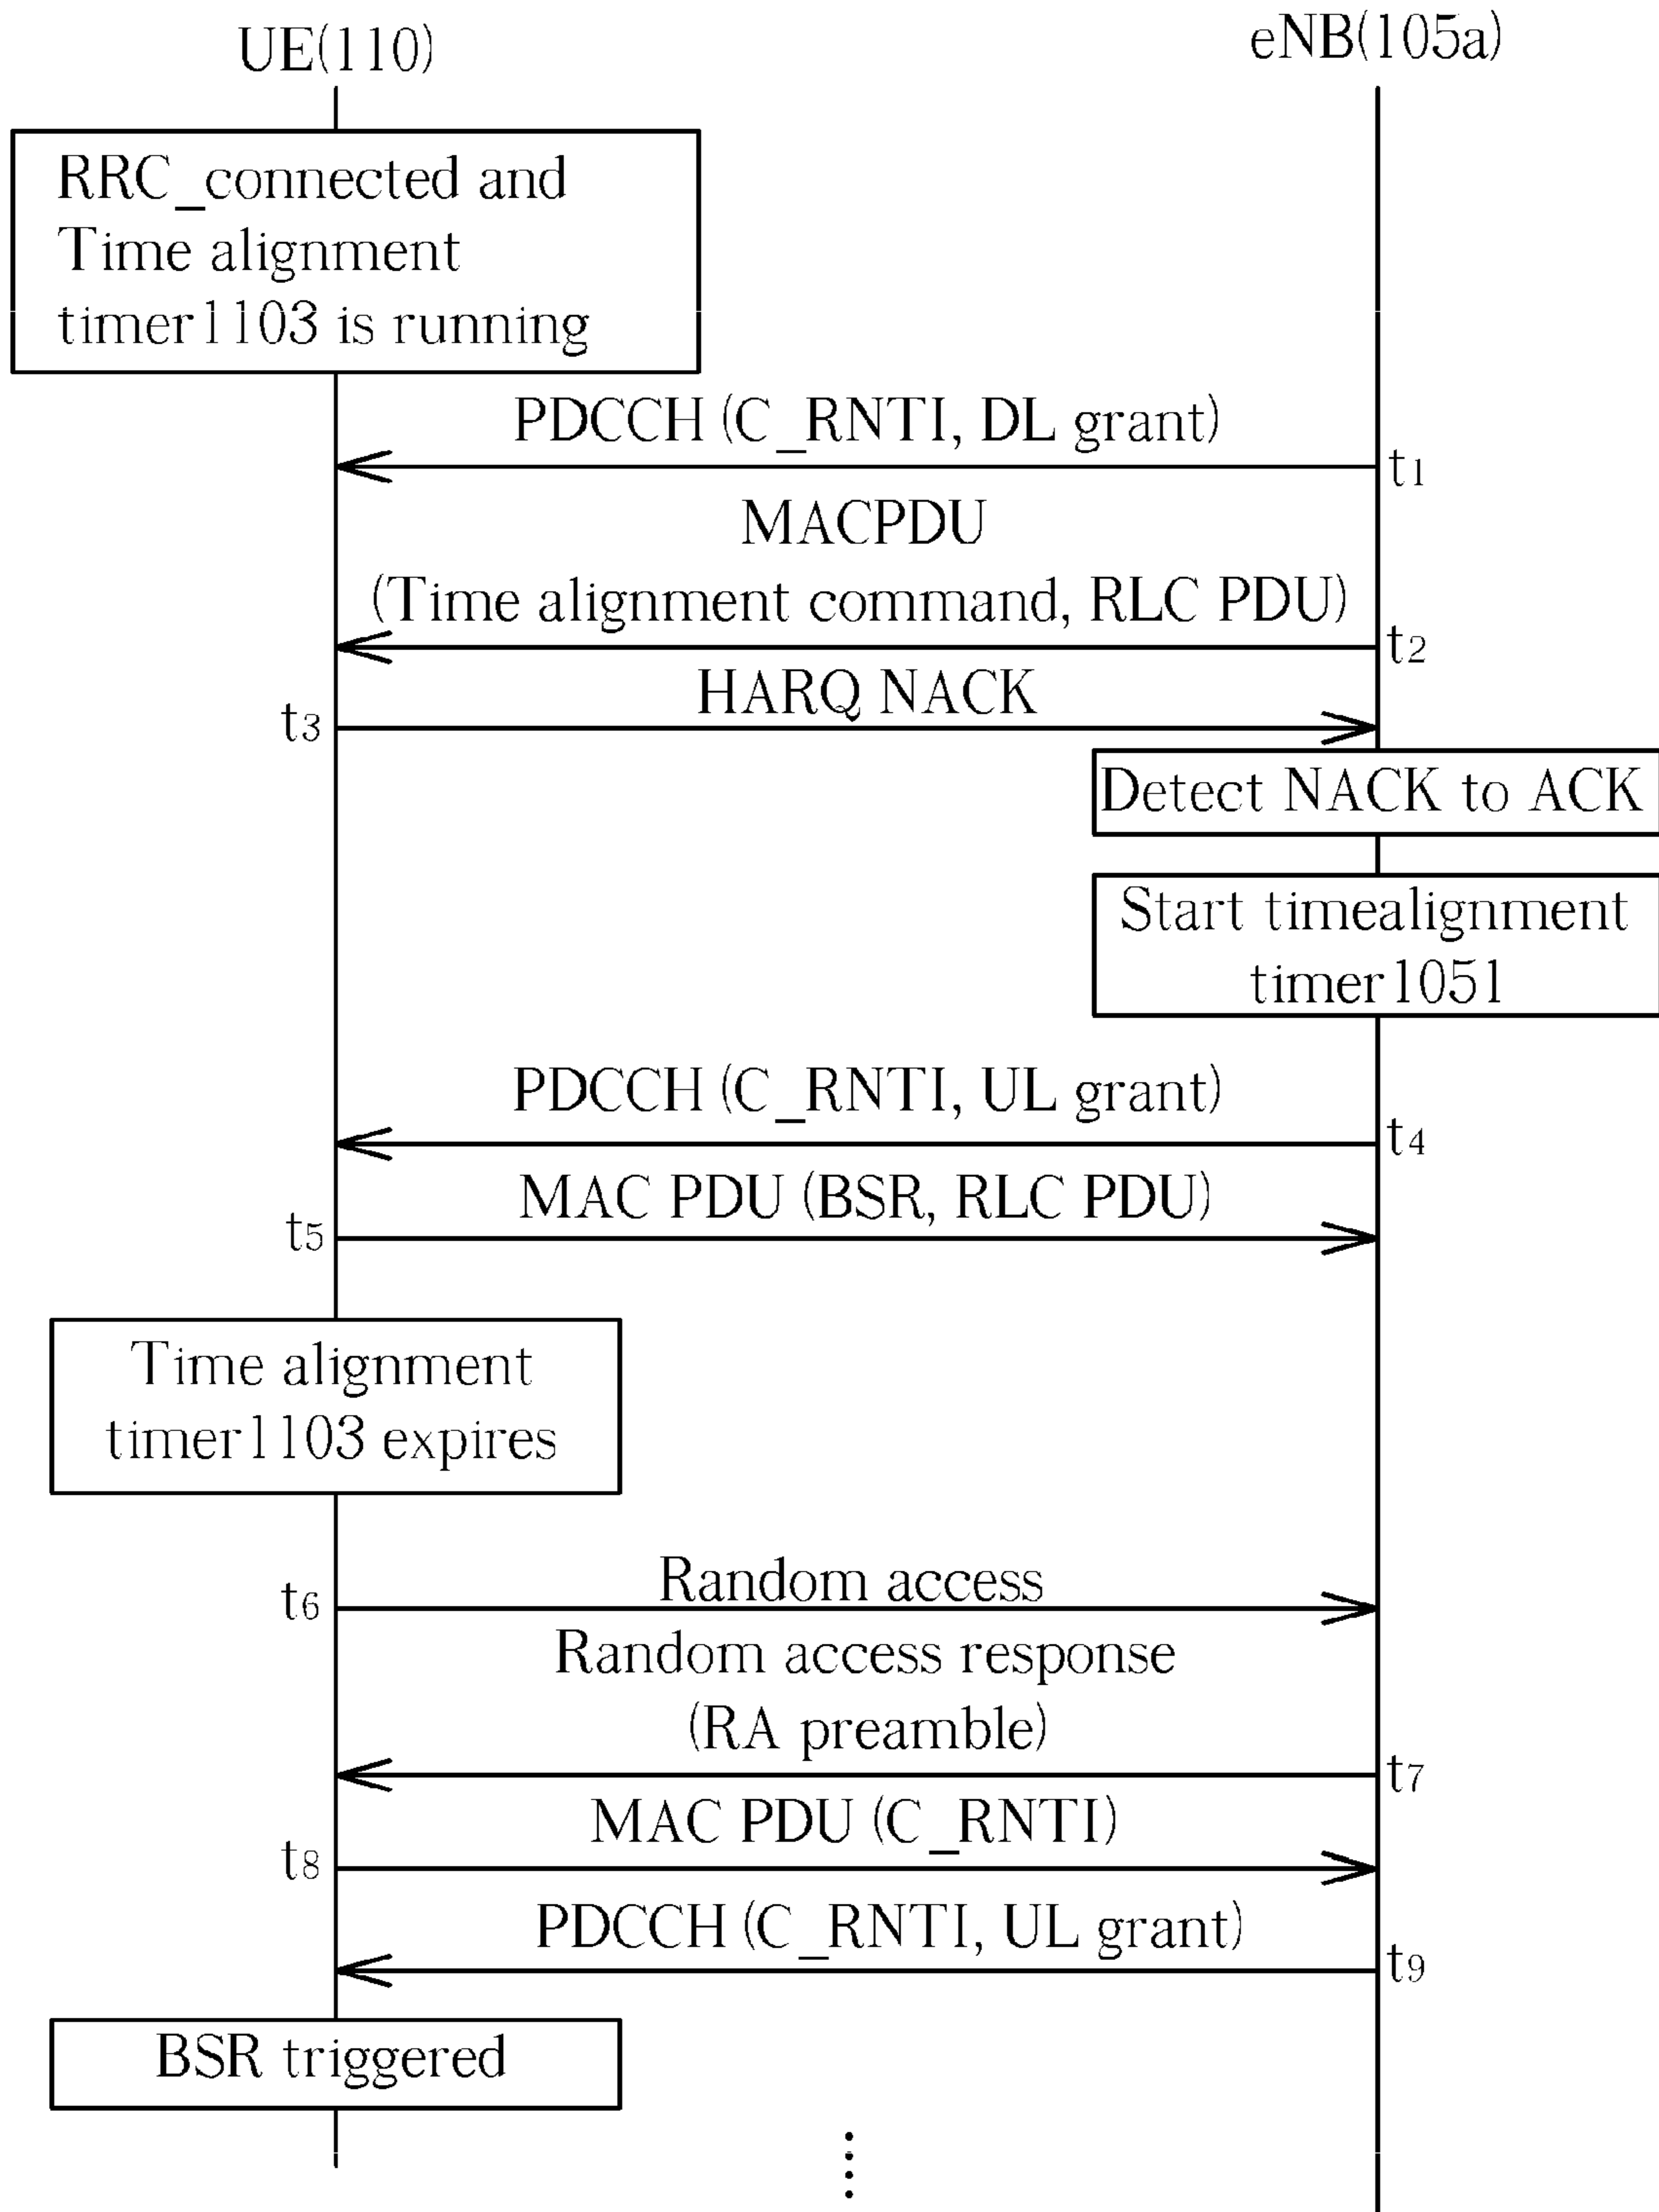 UE(110)
eNB(105a)
RRC_connected and
Time alignment
timer1103 is running
PDCCH (C_RNTI, DL grant)
t1
MACPDU
(Time alignment command, RLC PDU)
t2
HARQ NACK
t3
Detect NACK to ACK
Start timealignment
timer1051
PDCCH (C_RNTI, UL grant)
t4
MAC PDU (BSR, RLC PDU)
t5
Time alignment
timer1103 expires
Random access
t6
Random access response
(RA preamble)
t7
MAC PDU (C_RNTI)
t8
PDCCH (C_RNTI, UL grant)
t9
BSR triggered